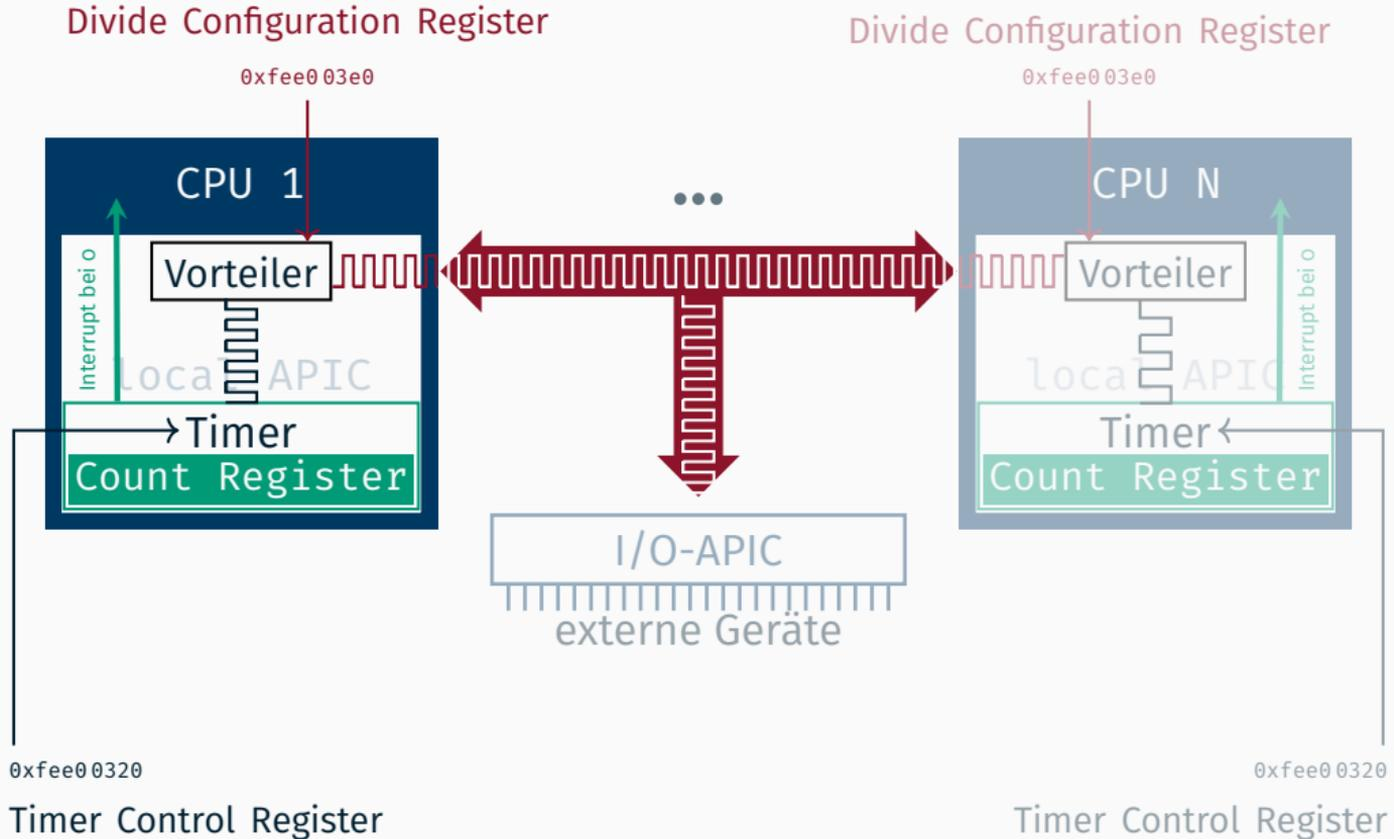 Divide Configuration Register
Divide Configuration Register
0xfee003e0
0xfee003e0
CPU 1
...
CPU N
Interrupt bei 0
Vorteiler
Vorteiler
Interrupt bei 0
local APIC
local APIC
Timer
Timer
Count Register
Count Register
I/O-APIC
externe Geräte
0xfee00320
0xfee00320
Timer Control Register
Timer Control Register